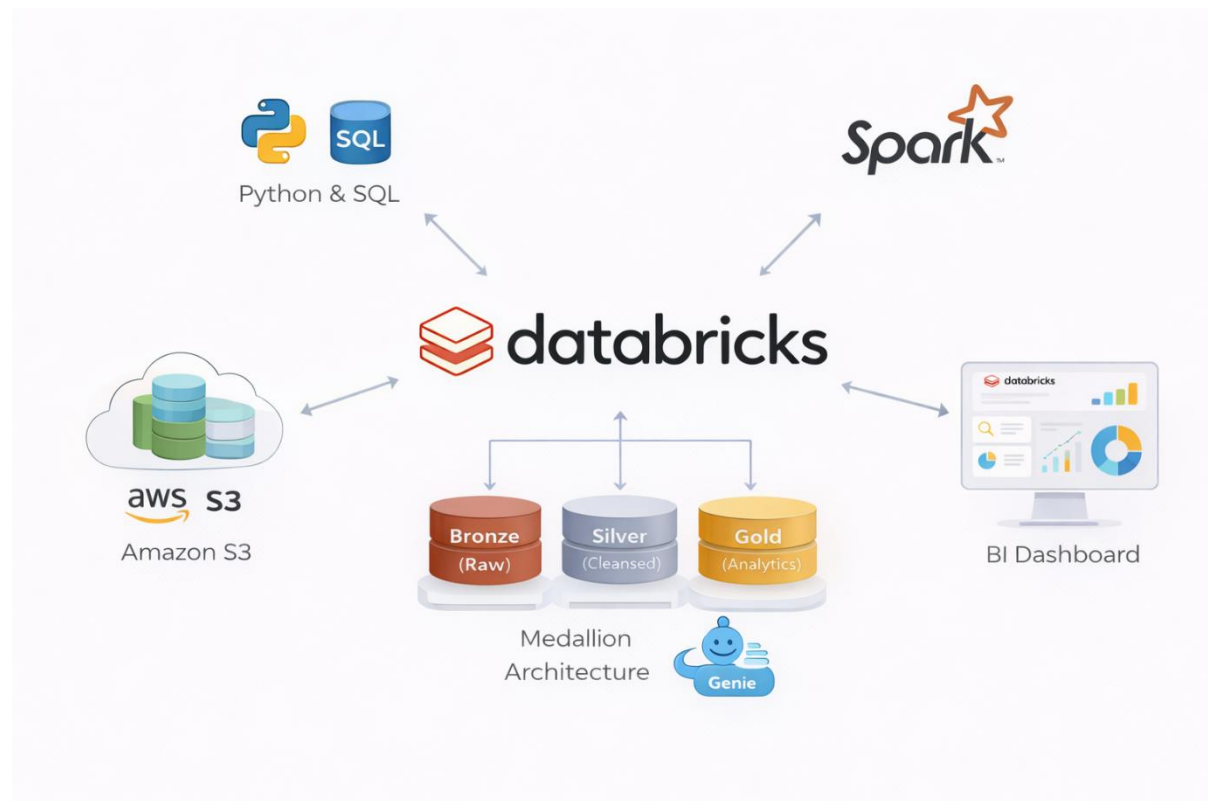 SQL
Python & SQL
Spark
TM
databricks
aws S3
Amazon S3
Bronze
(Raw)
Silver
(Cleansed)
Gold
(Analytics)
Medallion
Architecture
Genie
databricks
BI Dashboard